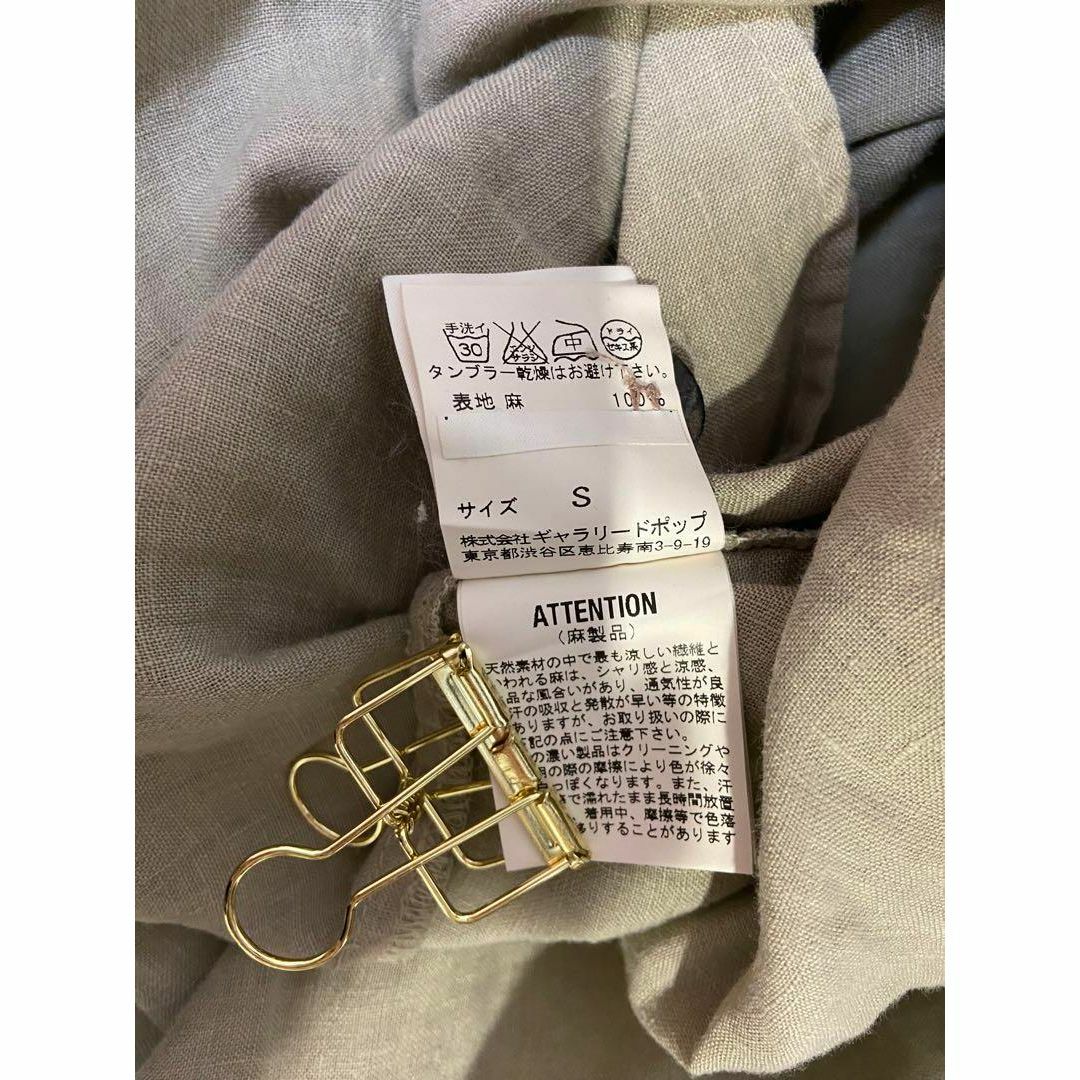 手洗イ
30
中
ドライ
セキユ系
タンブラー乾燥はお避け下さい。
表地 麻 100%
サイズ S
株式会社ギャラリードポップ
東京都渋谷区恵比寿南3-9-19
ATTENTION
(麻製品)
天然素材の中で最も涼しい繊維と
われる麻は、シャリ感と涼感、
品な風合いがあり、通気性が良
汗の吸収と発散が早い等の特徴
ありますが、お取り扱いの際に
記の点にご注意下さい。
の濃い製品はクリーニングや
用の際の摩擦により色が徐々
っぽくなります。また、汗
で濡れたまま長時間放置
、着用中、摩擦等で色落
移りすることがあります